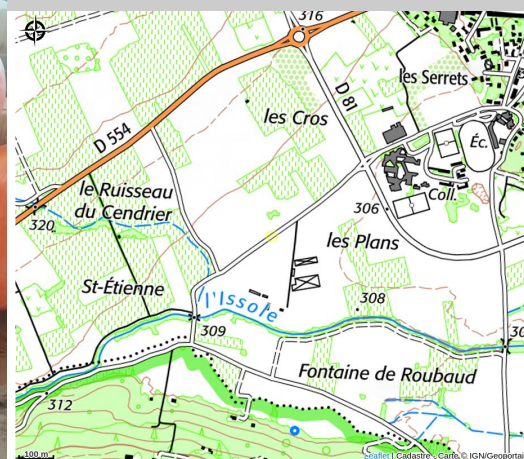 316
les Serrets
D 81
les Cros
D 554
Éc.
le Ruisseau
du Cendrier
Coll.
306
320
les Plans
St-Étienne
l'Issole
308
309
Fontaine de Roubaud
312
100 m
Leaflet | Cadastre - Carte © IGN/Geoportail